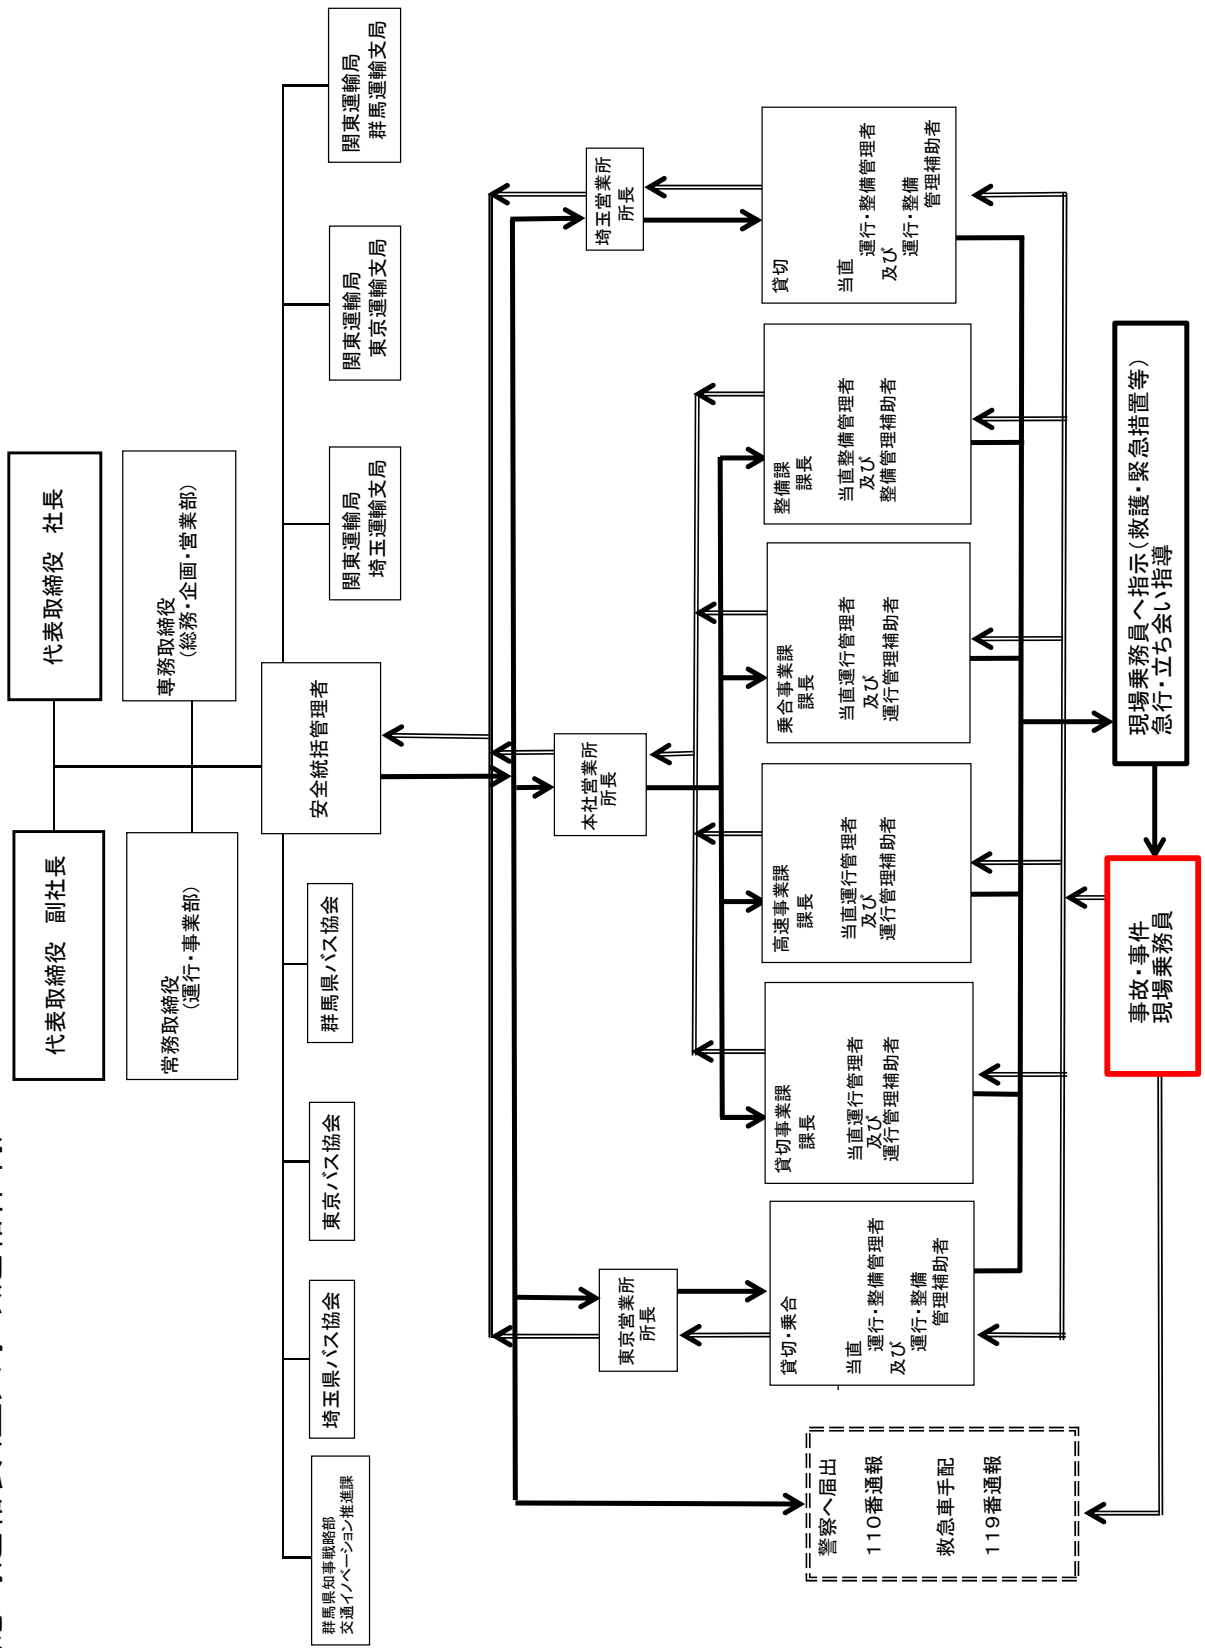 代表取締役 副社長
代表取締役 社長
常務取締役
(運行・事業部)
専務取締役
(総務・企画・営業部)
安全統括管理者
群馬県知事戦略部
交通イノベーション推進課
埼玉県バス協会
東京バス協会
群馬県バス協会
関東運輸局
埼玉運輸支局
関東運輸局
東京運輸支局
関東運輸局
群馬運輸支局
東京営業所
所長
本社営業所
所長
埼玉営業所
所長
貸切・乗合
当直
運行・整備管理者
及び
運行・整備
管理補助者
貸切事業課
課長
当直運行管理者
及び
運行管理補助者
高速事業課
課長
当直運行管理者
及び
運行管理補助者
乗合事業課
課長
当直運行管理者
及び
運行管理補助者
整備課
課長
当直整備管理者
及び
整備管理補助者
貸切
当直
運行・整備管理者
及び
運行・整備
管理補助者
警察へ届出
110番通報
救急車手配
119番通報
事故・事件
現場乗務員
現場乗務員へ指示(救護・緊急措置等)
急行・立ち会い指導